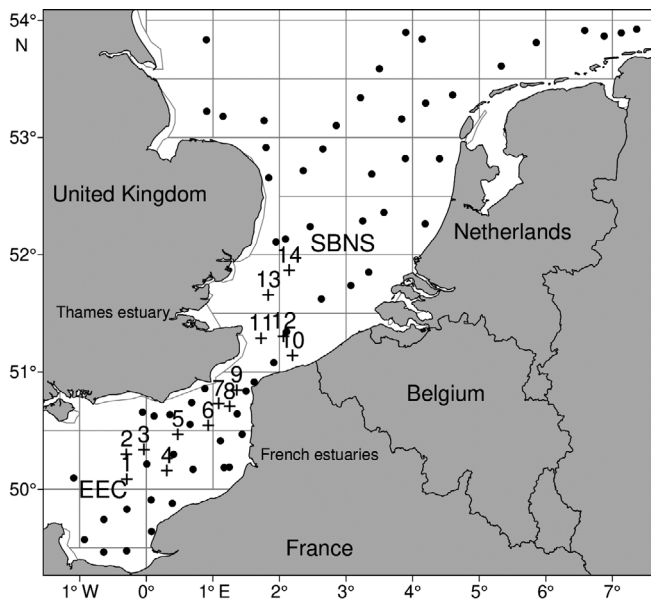 54°
N
53°
United Kingdom
SBNS
Netherlands
14
52°
13
Thames estuary
11 12
10
51°
9
7 8
Belgium
6
5
3
2
4
1
French estuaries
50°
EEC
France
1° W 0° 1° E 2° 3° 4° 5° 6° 7°